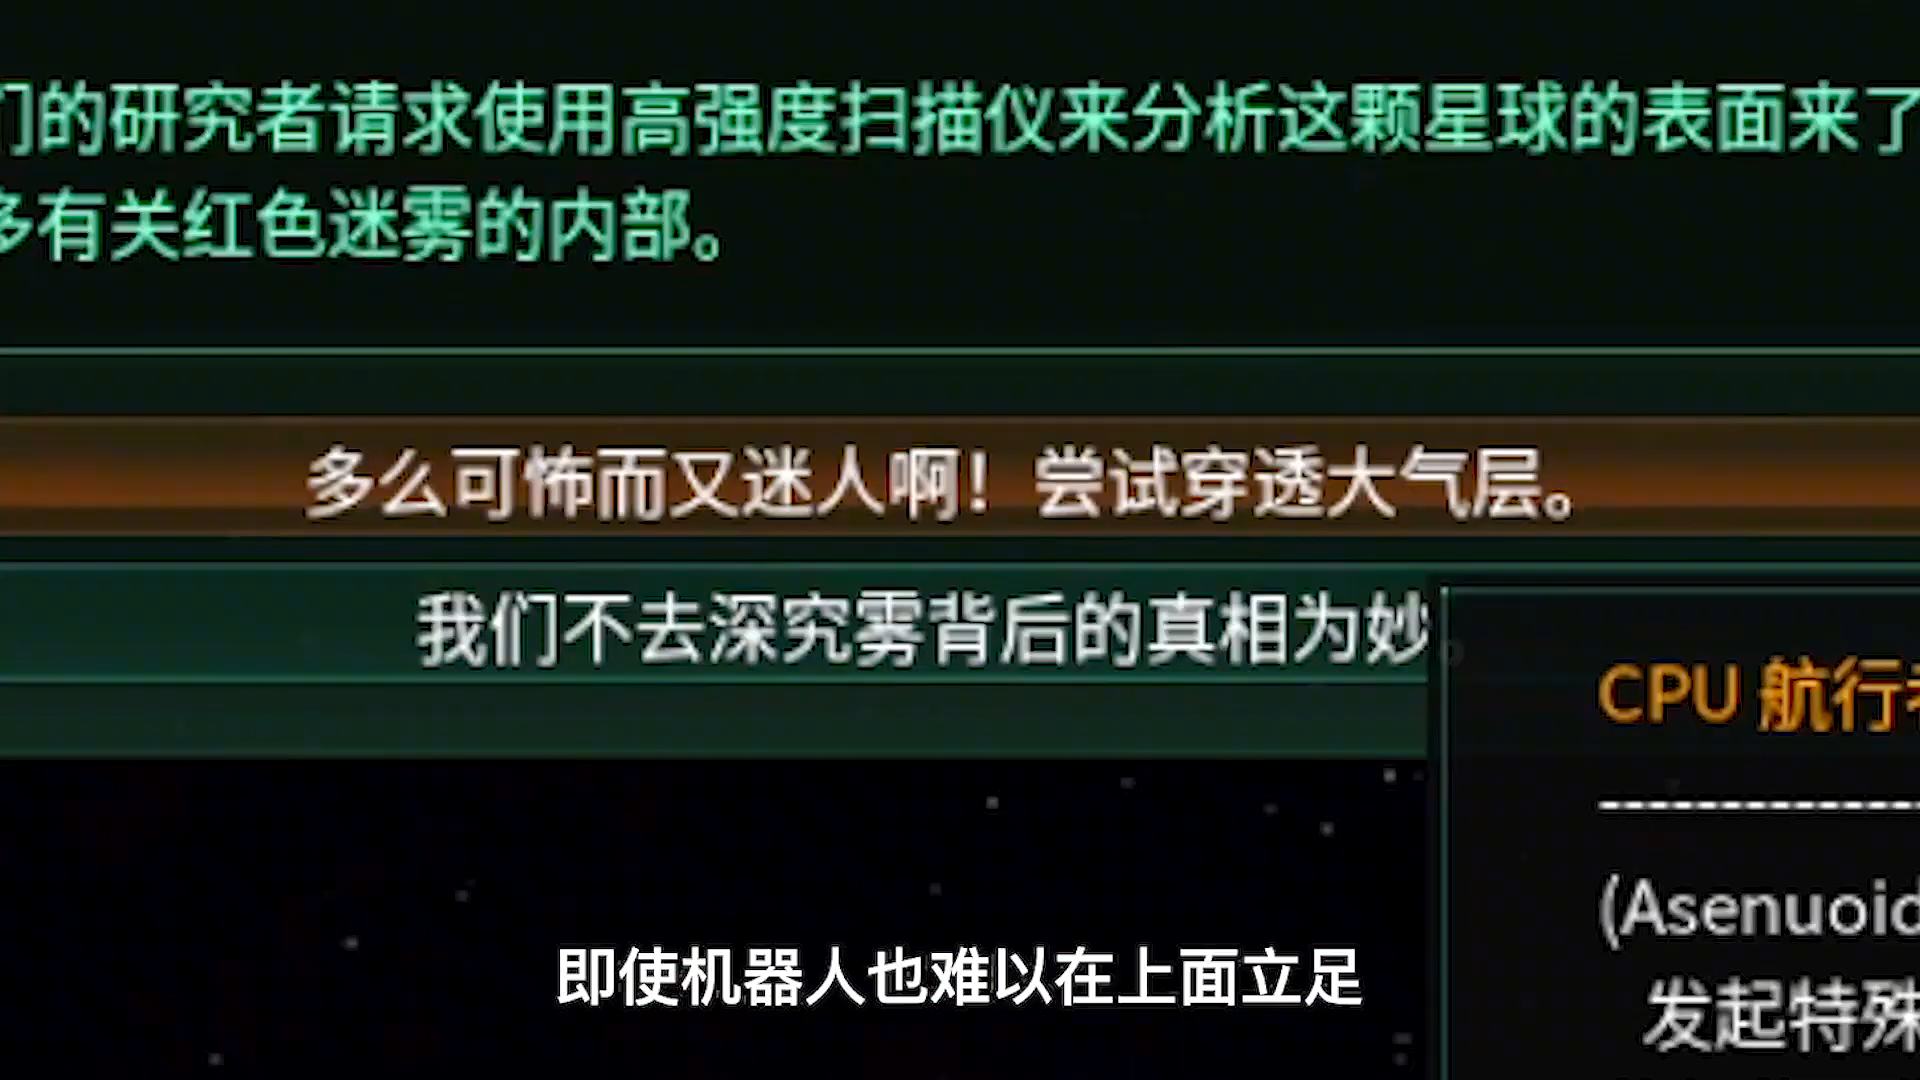 们的研究者请求使用高强度扫描仪来分析这颗星球的表面来了
多有关红色迷雾的内部。
多么可怖而又迷人啊！尝试穿透大气层。
我们不去深究雾背后的真相为妙。
CPU 航行者
(Asenuoid
发起特殊
即使机器人也难以在上面立足